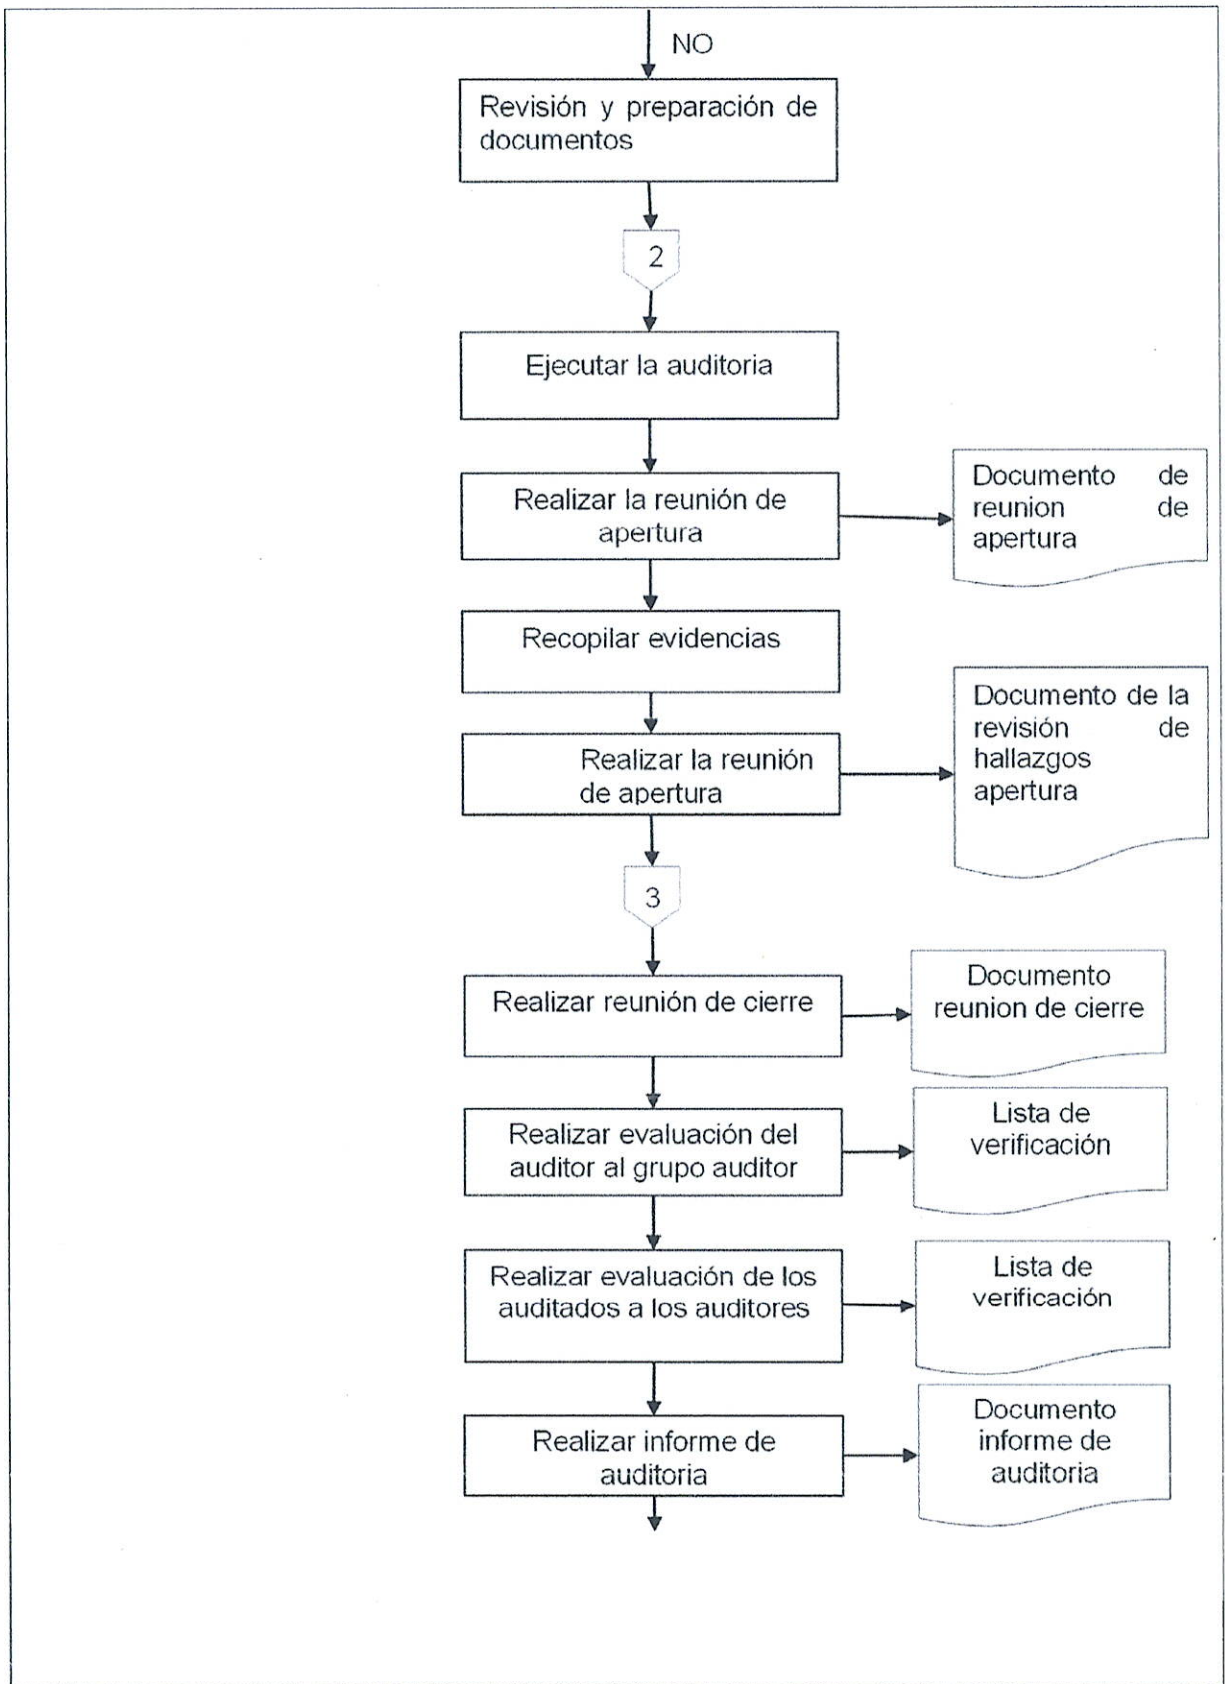 NO
Revisión y preparación de
documentos
2
Ejecutar la auditoria
Realizar la reunión de
apertura
Documento de
reunion de
apertura
Recopilar evidencias
Realizar la reunión
de apertura
Documento de la
revisión de
hallazgos
apertura
3
Realizar reunión de cierre
Documento
reunion de cierre
Realizar evaluación del
auditor al grupo auditor
Lista de
verificación
Realizar evaluación de los
auditados a los auditores
Lista de
verificación
Realizar informe de
auditoria
Documento
informe de
auditoria